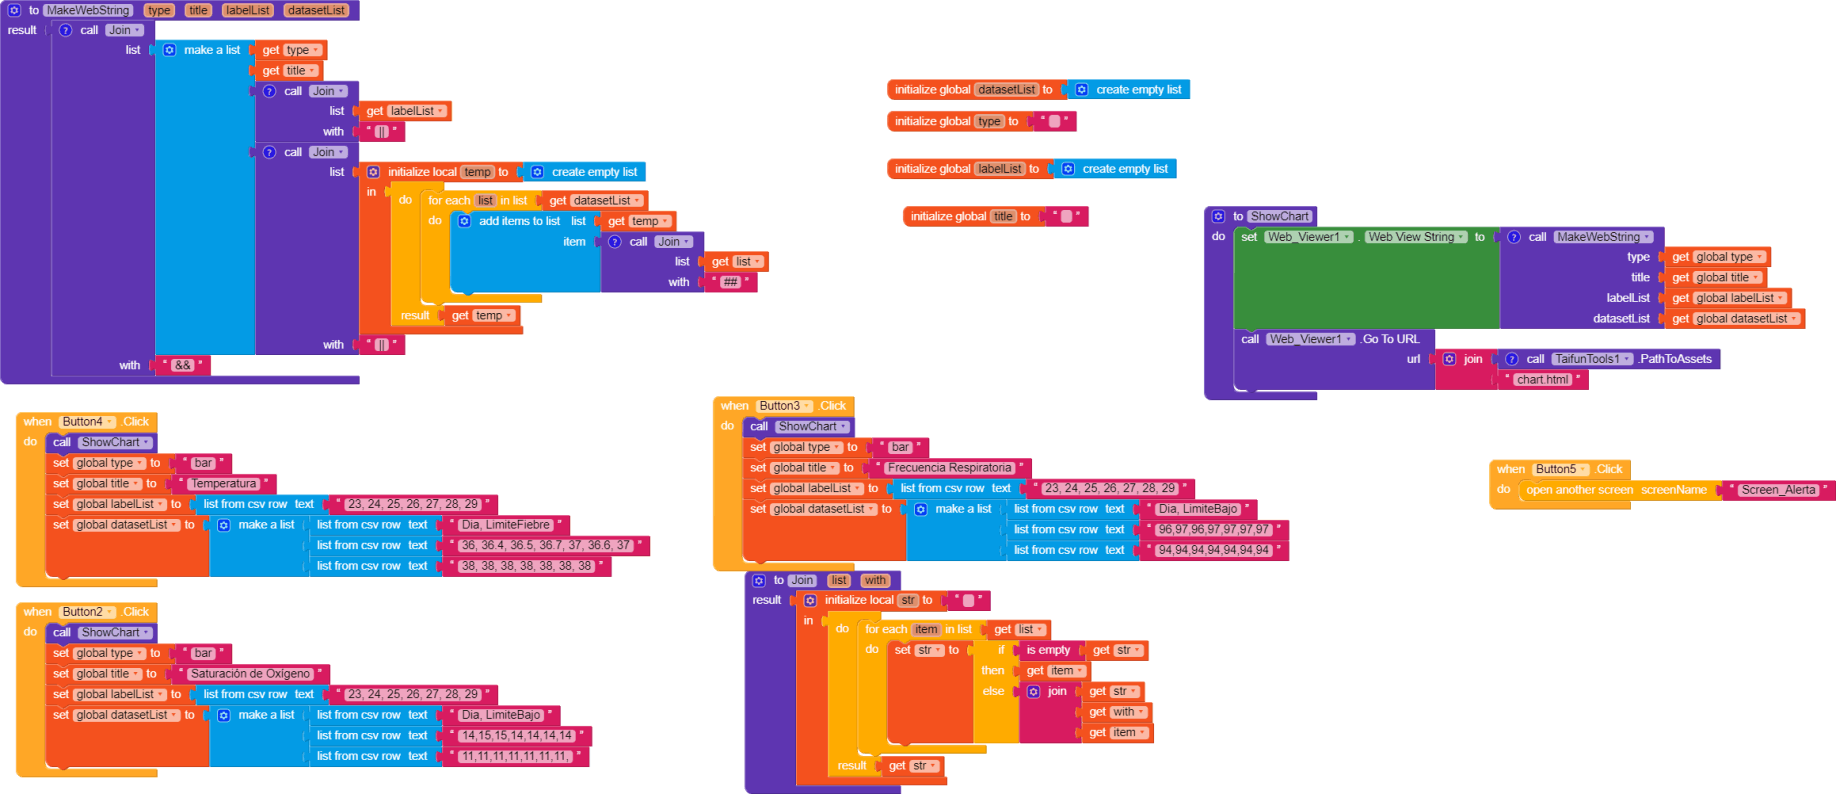 to MakeWebString type title labelList datasetList
result call Join
list make a list get type
get title
call Join
list get labelList
with " || "
call Join
list initialize local temp to create empty list
in do for each list in list get datasetList
do add items to list list get temp
item call Join
list get list
with " ## "
result get temp
with " || "
with " && "
initialize global datasetList to create empty list
initialize global type to " "
initialize global labelList to create empty list
initialize global title to " "
to ShowChart
do set Web_Viewer1 . Web View String to call MakeWebString
type get global type
title get global title
labelList get global labelList
datasetList get global datasetList
call Web_Viewer1 .Go To URL
url join call TaifunTools1 .PathToAssets
" chart.html "
when Button4 .Click
do call ShowChart
set global type to " bar "
set global title to " Temperatura "
set global labelList to list from csv row text " 23, 24, 25, 26, 27, 28, 29 "
set global datasetList to make a list list from csv row text " Dia, LimiteFiebre "
list from csv row text " 36, 36.4, 36.5, 36.7, 37, 36.6, 37 "
list from csv row text " 38, 38, 38, 38, 38, 38, 38 "
when Button3 .Click
do call ShowChart
set global type to " bar "
set global title to " Frecuencia Respiratoria "
set global labelList to list from csv row text " 23, 24, 25, 26, 27, 28, 29 "
set global datasetList to make a list list from csv row text " Dia, LimiteBajo "
list from csv row text " 96,97,96,97,97,97,97 "
list from csv row text " 94,94,94,94,94,94,94 "
when Button5 .Click
do open another screen screenName " Screen_Alerta "
when Button2 .Click
do call ShowChart
set global type to " bar "
set global title to " Saturación de Oxígeno "
set global labelList to list from csv row text " 23, 24, 25, 26, 27, 28, 29 "
set global datasetList to make a list list from csv row text " Dia, LimiteBajo "
list from csv row text " 14,15,15,14,14,14,14 "
list from csv row text " 11,11,11,11,11,11,11, "
to Join list with
result initialize local str to " "
in do for each item in list get list
do set str to if is empty get str
then get item
else join get str
get with
get item
result get str